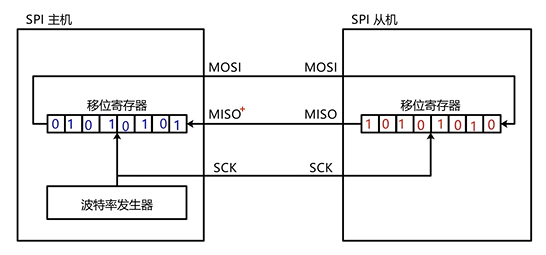 SPI 主机 SPI 从机
MOSI MOSI
移位寄存器 移位寄存器
0 1 0 1 0 1 0 1 MISO+ MISO 1 0 1 0 1 0 1 0
SCK SCK
波特率发生器